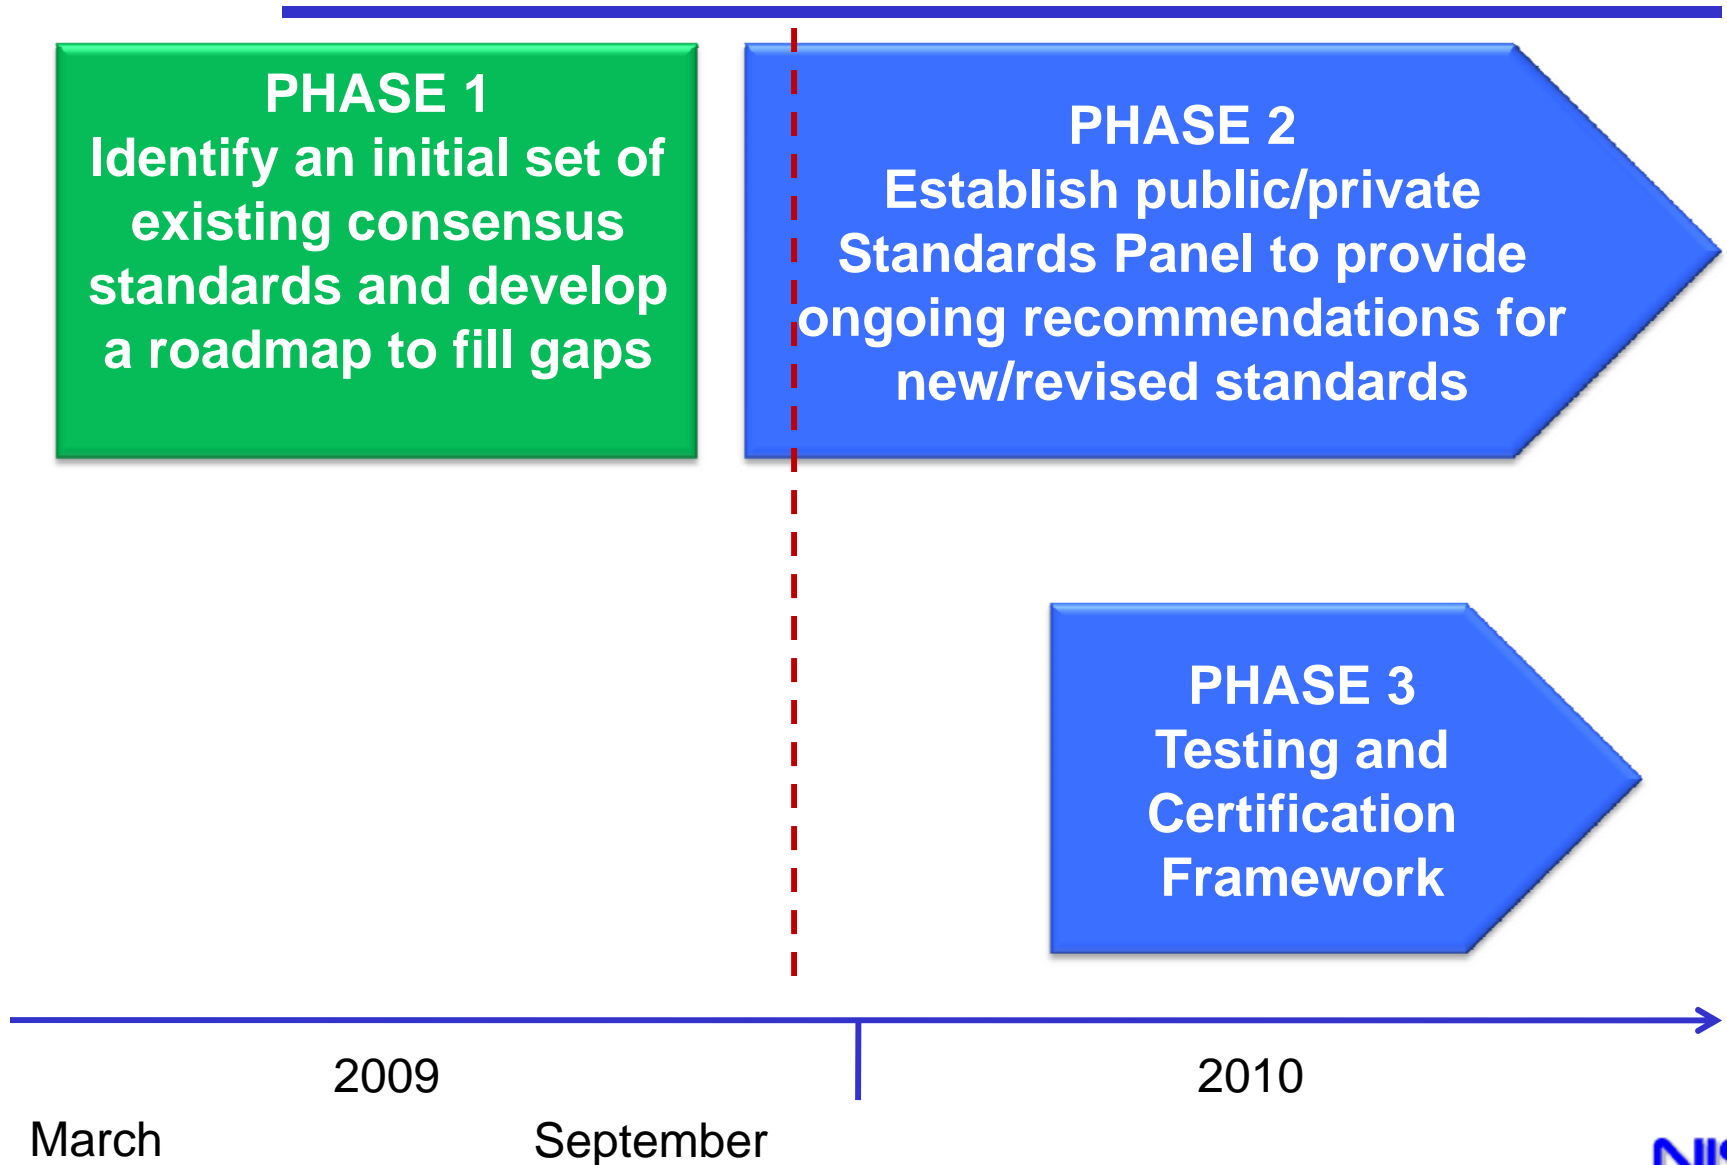 PHASE 1
Identify an initial set of
existing consensus
standards and develop
a roadmap to fill gaps
PHASE 2
Establish public/private
Standards Panel to provide
ongoing recommendations for
new/revised standards
PHASE 3
Testing and
Certification
Framework
2009
2010
March
September